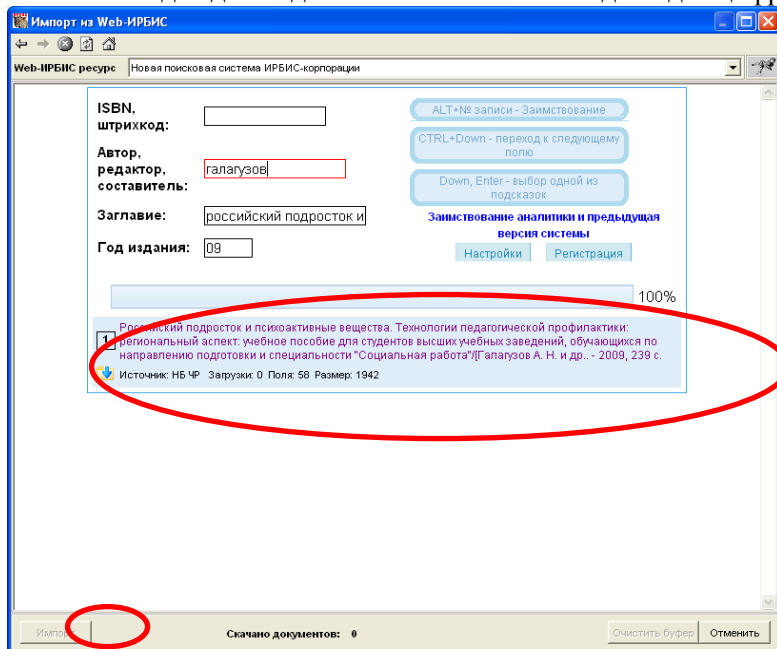 Импорт из Web-ИРБИС
Web-ИРБИС ресурс Новая поисковая система ИРБИС-корпорации
ISBN,
штрихкод:
ALT+№ записи - Заимствование
CTRL+Down - переход к следующему
полю
Автор,
редактор,
составитель:
галагузов
Down, Enter - выбор одной из
подсказок
Заглавие: российский подросток и
Заимствование аналитики и предыдущая
версия системы
Год издания: 09
Настройки Регистрация
100%
1
Российский подросток и психоактивные вещества. Технологии педагогической профилактики:
региональный аспект: учебное пособие для студентов высших учебных заведений, обучающихся по
направлению подготовки и специальности "Социальная работа"/[Галагузов А. Н. и др.. - 2009, 239 с.
Источник: НБ ЧР Загрузки: 0 Поля: 58 Размер: 1942
Импорт Скачано документов: 0 Очистить буфер Отменить